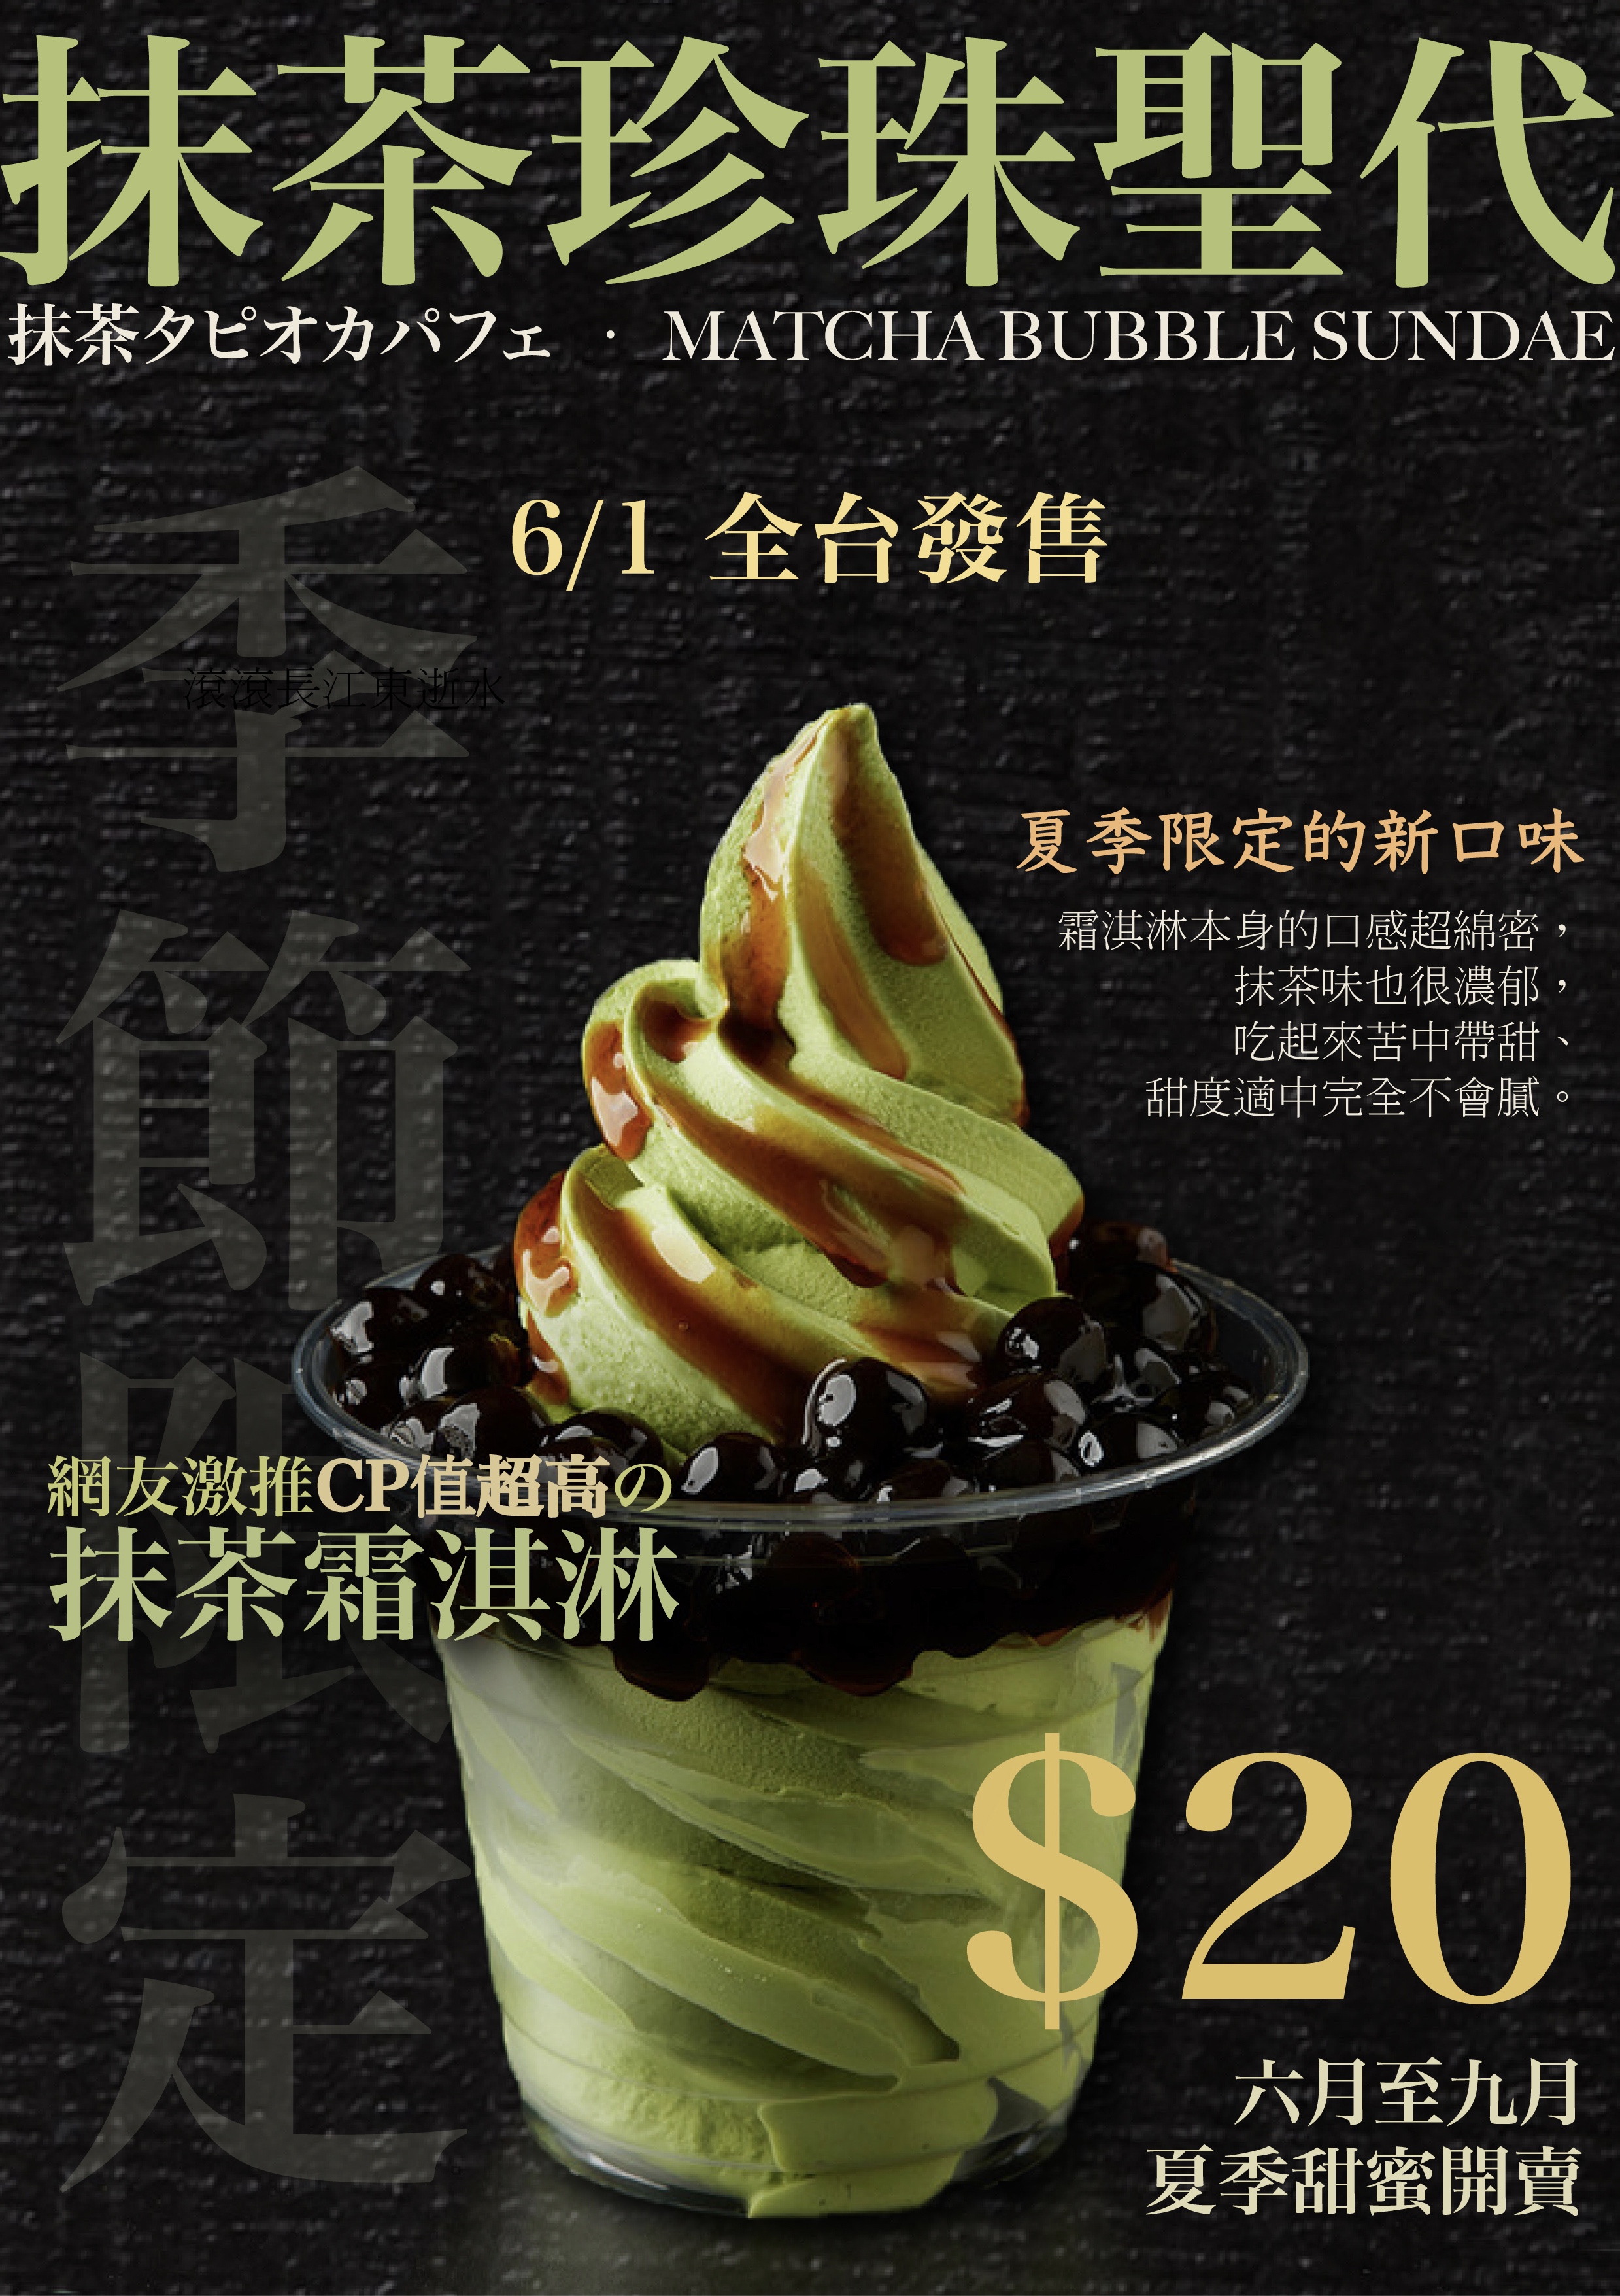 抹茶珍珠聖代
抹茶タピオカパフェ · MATCHA BUBBLE SUNDAE
6/1 全台發售
季節限定
滾滾長江東逝水
夏季限定的新口味
霜淇淋本身的口感超綿密，
抹茶味也很濃郁，
吃起來苦中帶甜、
甜度適中完全不會膩。
網友激推CP值超高の
抹茶霜淇淋
$20
六月至九月
夏季甜蜜開賣